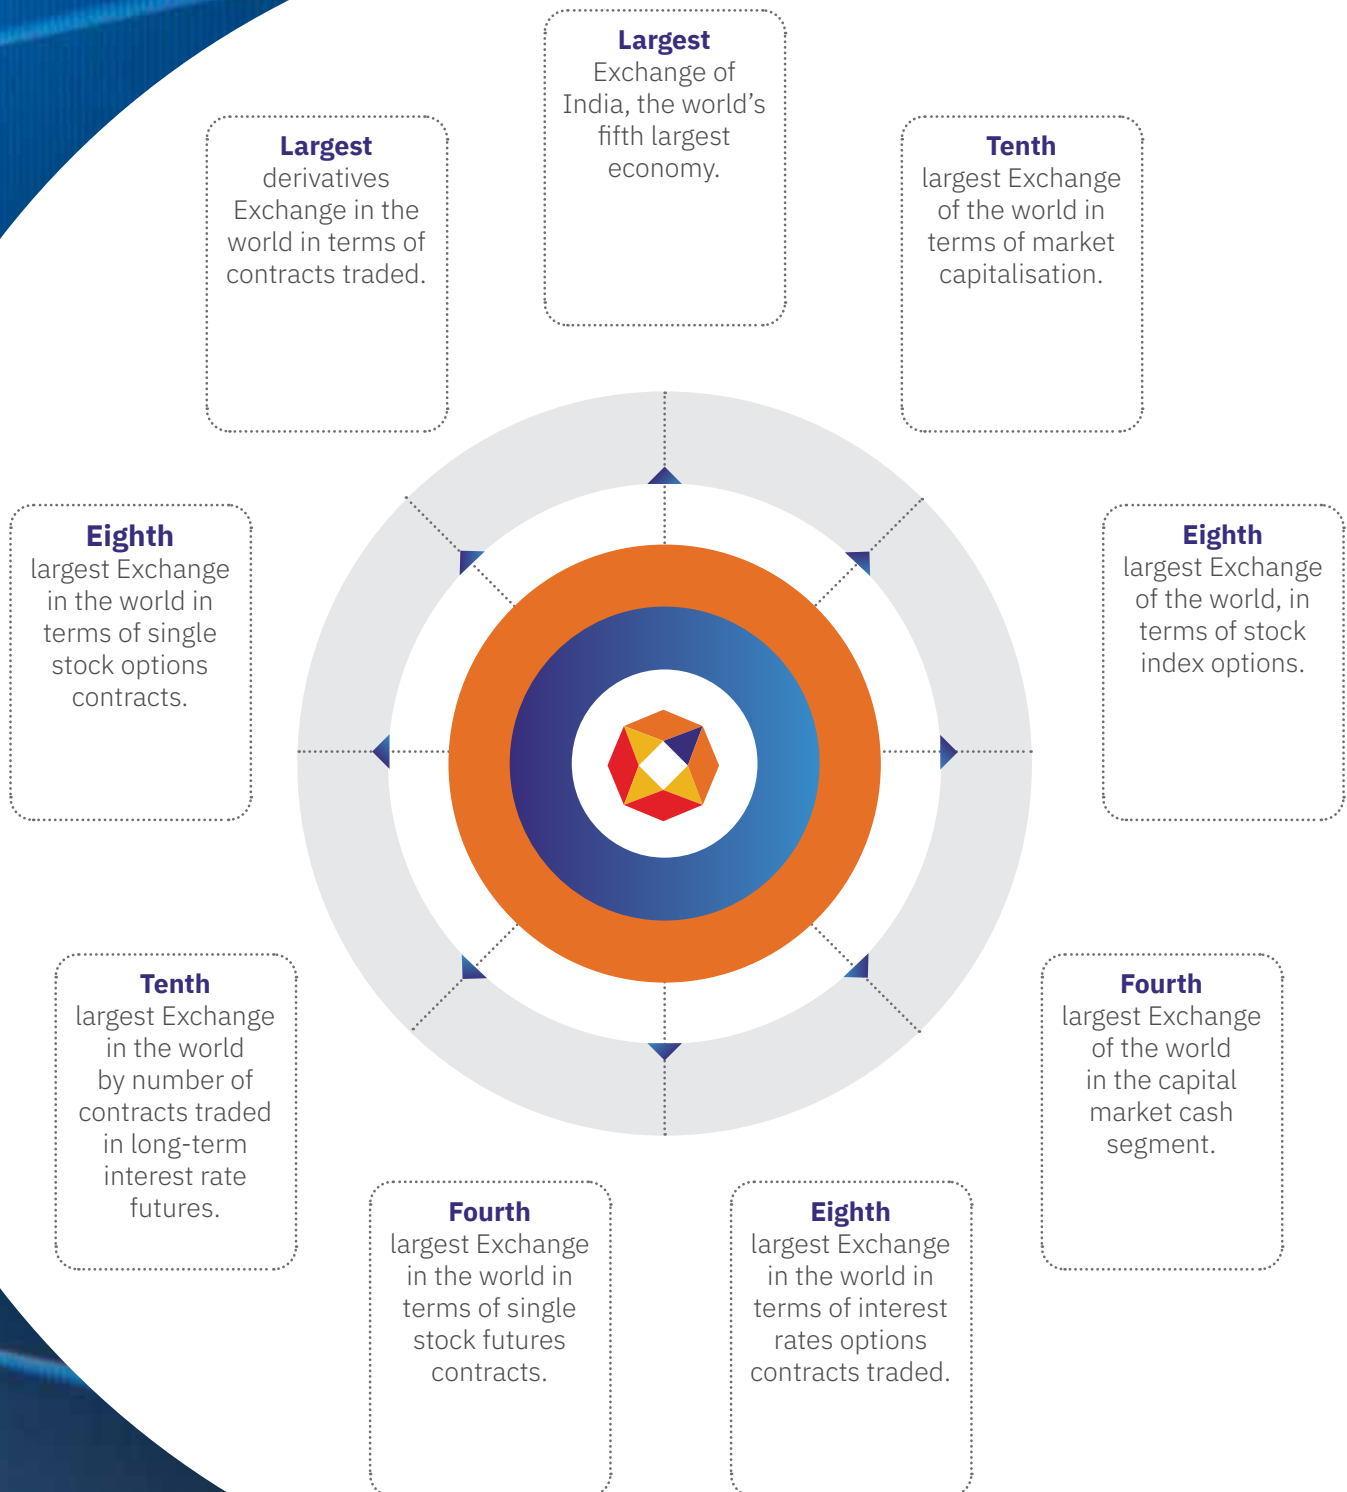 Largest
Exchange of
India, the world’s
fifth largest
economy.
Largest
derivatives
Exchange in the
world in terms of
contracts traded.
Tenth
largest Exchange
of the world in
terms of market
capitalisation.
Eighth
largest Exchange
in the world in
terms of single
stock options
contracts.
Eighth
largest Exchange
of the world, in
terms of stock
index options.
Tenth
largest Exchange
in the world
by number of
contracts traded
in long-term
interest rate
futures.
Fourth
largest Exchange
of the world
in the capital
market cash
segment.
Fourth
largest Exchange
in the world in
terms of single
stock futures
contracts.
Eighth
largest Exchange
in the world in
terms of interest
rates options
contracts traded.